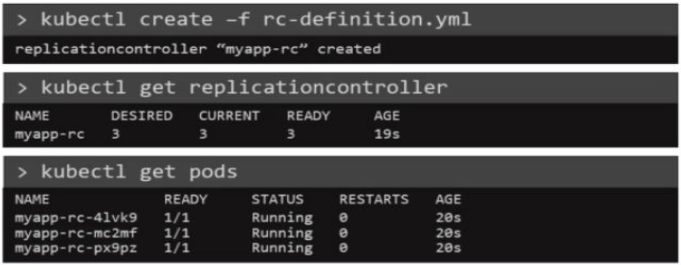 > kubectl create –f rc-definition.yml
replicationcontroller “myapp-rc” created
> kubectl get replicationcontroller
NAME DESIRED CURRENT READY AGE
myapp-rc 3 3 3 19s
> kubectl get pods
NAME READY STATUS RESTARTS AGE
myapp-rc-4lvk9 1/1 Running 0 20s
myapp-rc-mc2mf 1/1 Running 0 20s
myapp-rc-px9pz 1/1 Running 0 20s